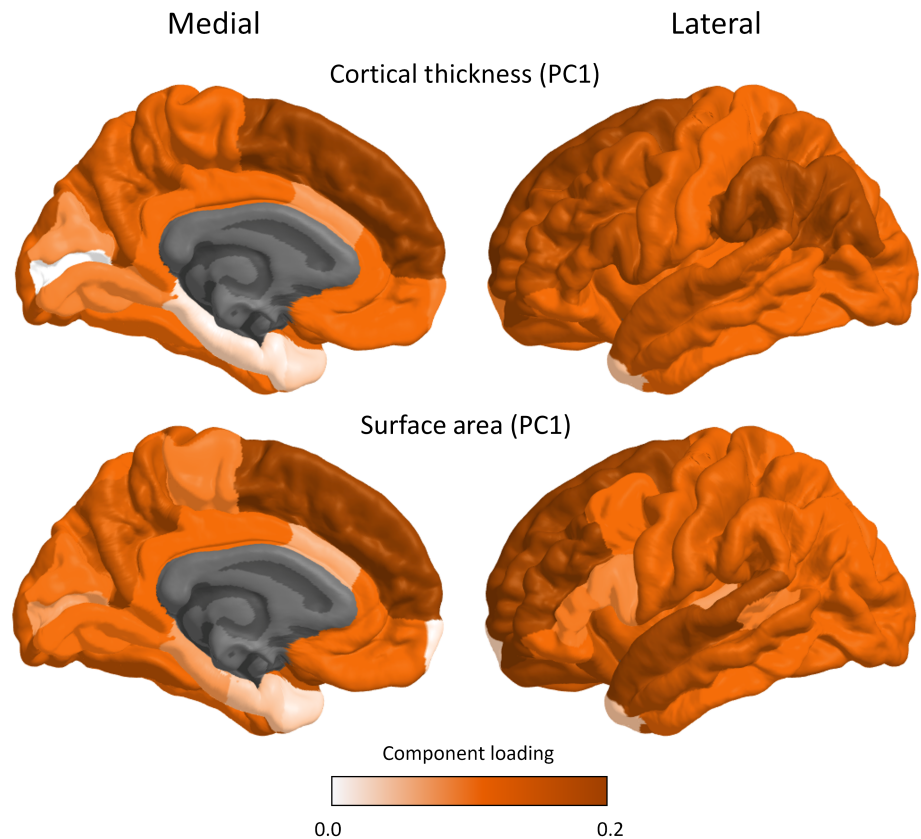 Medial
Lateral
Cortical thickness (PC1)
Surface area (PC1)
Component loading
0.0
0.2